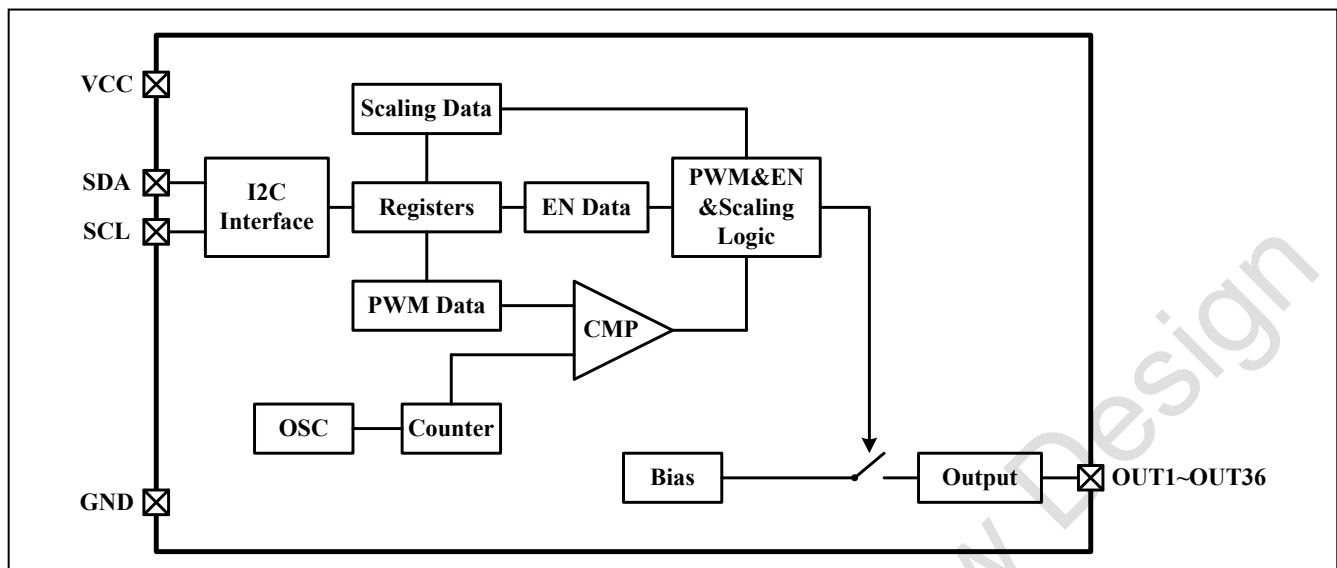 VCC
Scaling Data
SDA
I2C
Interface
Registers
EN Data
PWM&EN
&Scaling
Logic
SCL
PWM Data
CMP
OSC
Counter
Bias
Output
OUT1~OUT36
GND
w Design